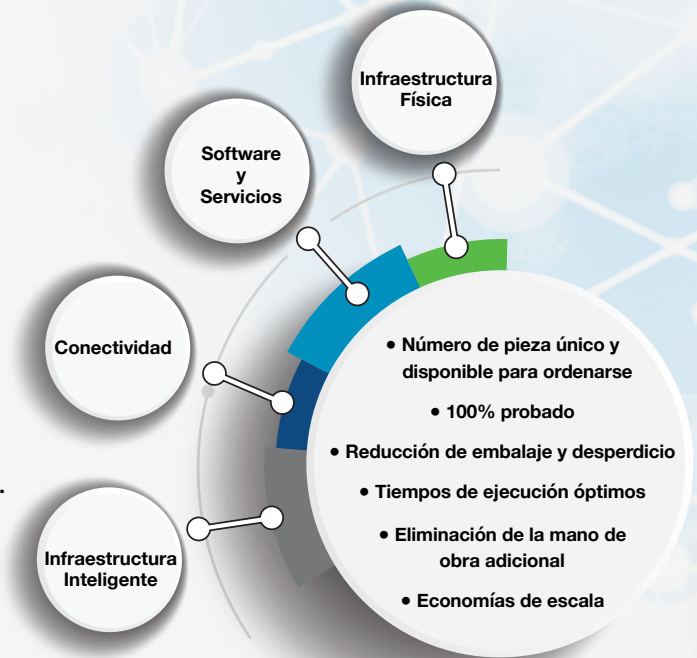 Infraestructura
Física
Software
y
Servicios
Conectividad
Infraestructura
Inteligente
.
• Número de pieza único y
disponible para ordenarse
• 100% probado
• Reducción de embalaje y desperdicio
• Tiempos de ejecución óptimos
• Eliminación de la mano de
obra adicional
• Economías de escala